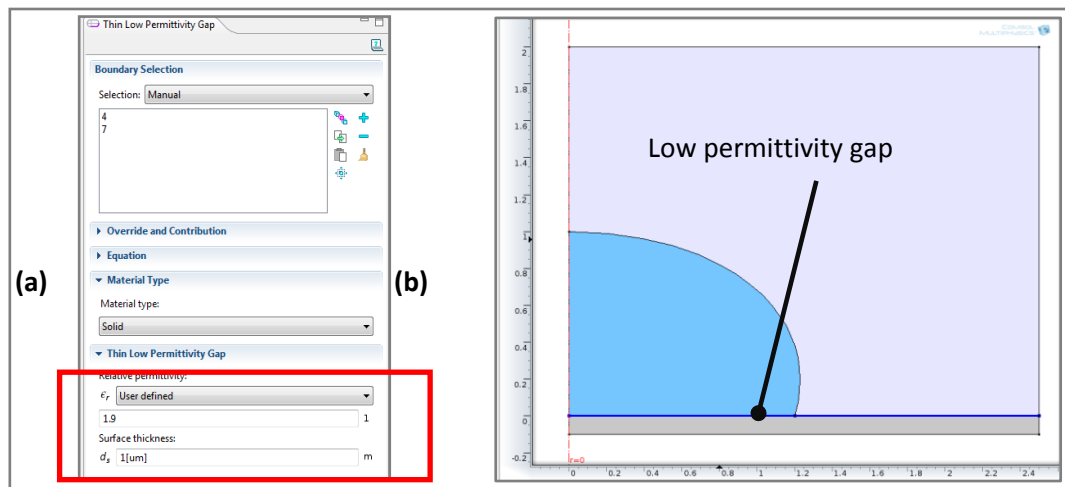 Thin Low Permittivity Gap
Boundary Selection
Selection: Manual
4
7
Override and Contribution
Equation
Material Type
Material type:
Solid
Thin Low Permittivity Gap
Relative permittivity:
εr User defined
1.9 1
Surface thickness:
ds 1[um] m
(a)
(b)
COMSOL
MULTIPHYSICS
Low permittivity gap
2
1.8
1.6
1.4
1.2
1
0.8
0.6
0.4
0.2
0
-0.2
r=0
0 0.2 0.4 0.6 0.8 1 1.2 1.4 1.6 1.8 2 2.2 2.4